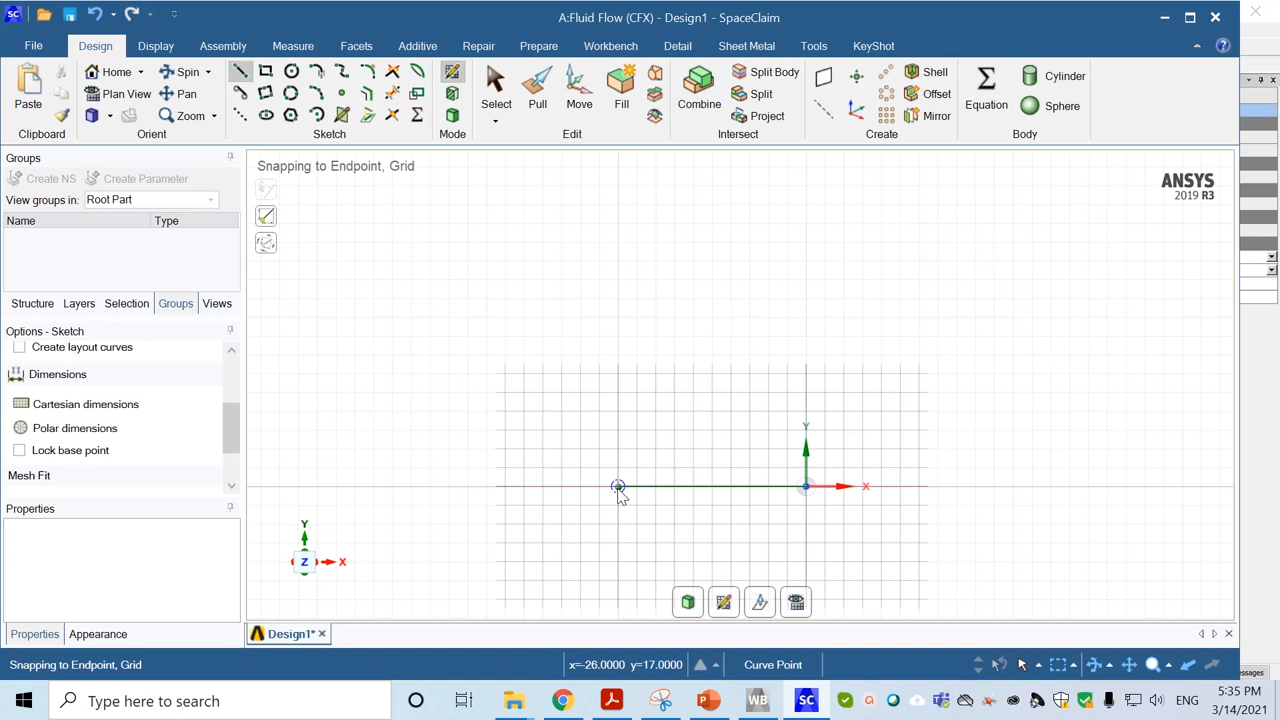 A:Fluid Flow (CFX) - Design1 - SpaceClaim
SC
File
Design
Display
Assembly
Measure
Facets
Additive
Repair
Prepare
Workbench
Detail
Sheet Metal
Tools
KeyShot
Home
Spin
Select
Pull
Move
Fill
Split Body
Shell
Cylinder
Paste
Plan View
Pan
Combine
Split
Offset
Equation
Zoom
Project
Mirror
Sphere
Clipboard
Orient
Sketch
Mode
Edit
Intersect
Create
Body
Groups
Create NS
Create Parameter
View groups in:
Root Part
Name
Type
Structure
Layers
Selection
Groups
Views
Options - Sketch
Create layout curves
Dimensions
Cartesian dimensions
Polar dimensions
Lock base point
Mesh Fit
Properties
Properties
Appearance
Snapping to Endpoint, Grid
ANSYS
2019 R3
Y
X
Y
Z
X
Design1*
Snapping to Endpoint, Grid
x=-26.0000 y=17.0000
Curve Point
essages
Type here to search
WB
SC
ENG
5:35 PM
3/14/2021